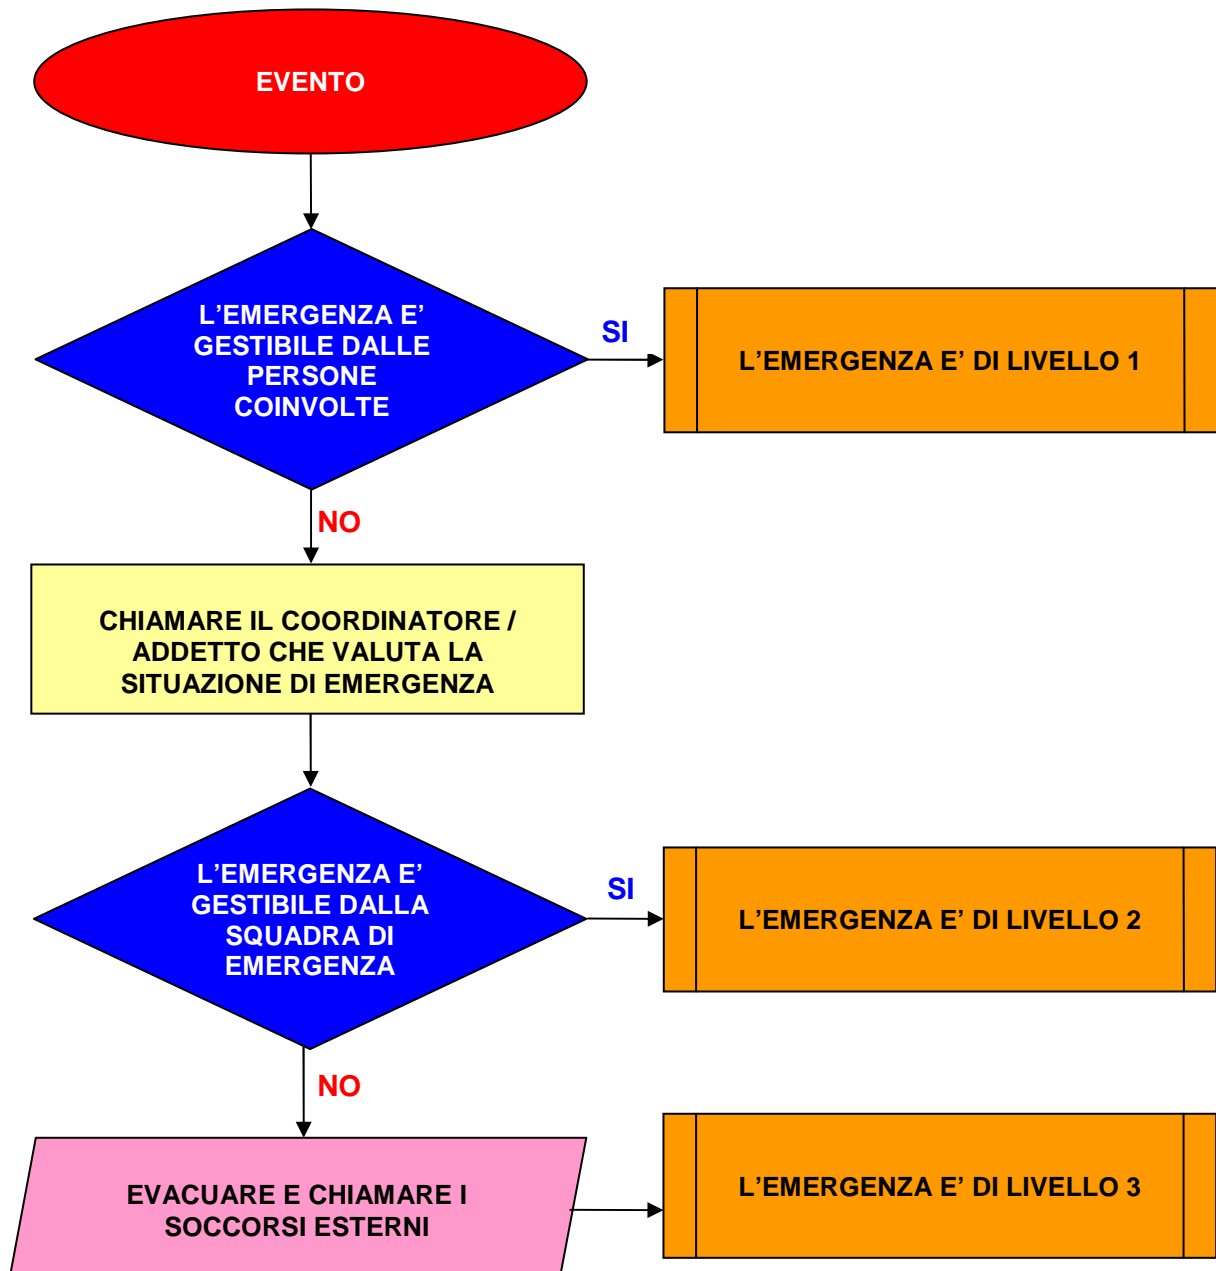 EVENTO
L’EMERGENZA E’
GESTIBILE DALLE
PERSONE
COINVOLTE
SI
L’EMERGENZA E’ DI LIVELLO 1
NO
CHIAMARE IL COORDINATORE /
ADDETTO CHE VALUTA LA
SITUAZIONE DI EMERGENZA
L’EMERGENZA E’
GESTIBILE DALLA
SQUADRA DI
EMERGENZA
SI
L’EMERGENZA E’ DI LIVELLO 2
NO
EVACUARE E CHIAMARE I
SOCCORSI ESTERNI
L’EMERGENZA E’ DI LIVELLO 3